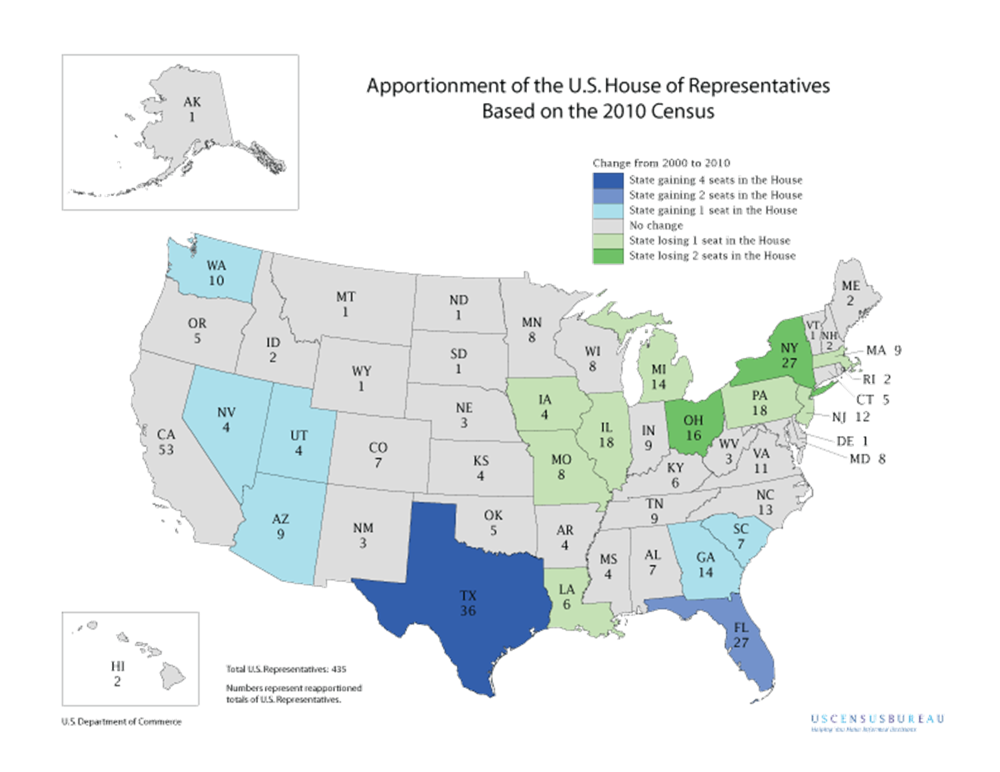 Apportionment of the U.S. House of Representatives
Based on the 2010 Census
AK
1
Change from 2000 to 2010
State gaining 4 seats in the House
State gaining 2 seats in the House
State gaining 1 seat in the House
No change
State losing 1 seat in the House
State losing 2 seats in the House
WA
10
MT
1
ND
1
MN
8
ME
2
OR
5
ID
2
WY
1
SD
1
WI
8
MI
14
NY
27
VT
1
NH
2
MA 9
RI 2
CT 5
NJ 12
DE 1
MD 8
CA
53
NV
4
UT
4
CO
7
NE
3
KS
4
IA
4
MO
8
IL
18
IN
9
OH
16
PA
18
WV
3
VA
11
KY
6
NC
13
TN
9
AZ
9
NM
3
OK
5
AR
4
SC
7
MS
4
AL
7
GA
14
TX
36
LA
6
FL
27
HI
2
Total U.S. Representatives: 435
Numbers represent reapportioned
totals of U.S. Representatives.
U.S. Department of Commerce
USCENSUSBUREAU
Helping You Make Informed Decisions